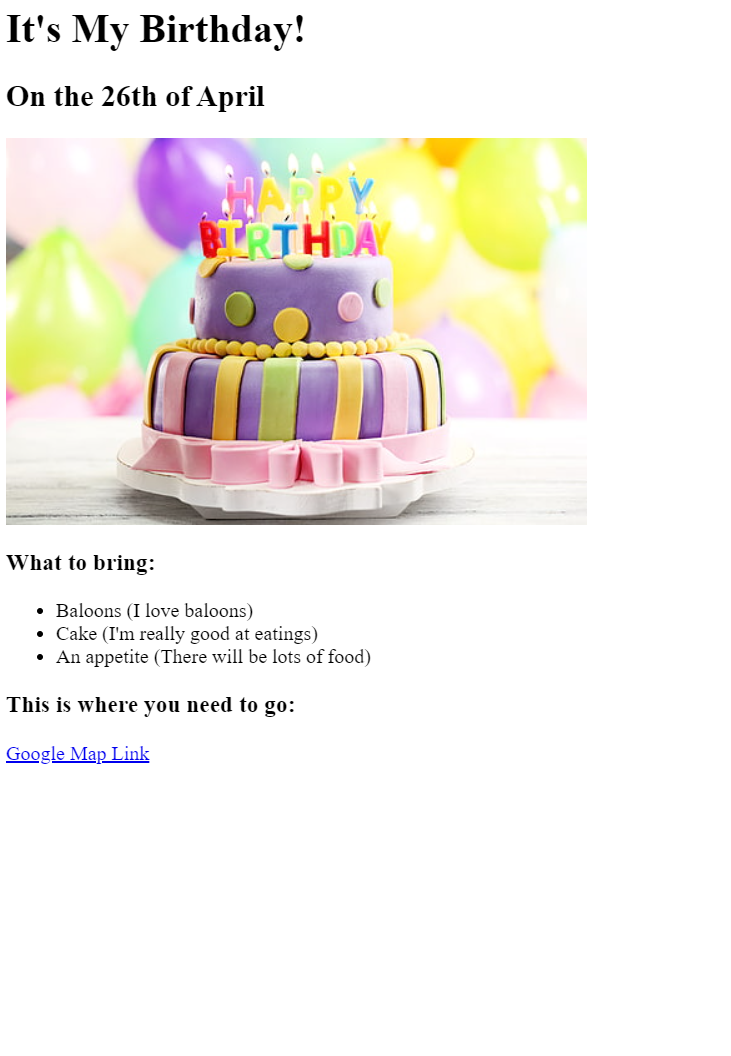 It's My Birthday!
On the 26th of April
HAPPY
BIRTHDAY
What to bring:
Baloons (I love baloons)
Cake (I'm really good at eatings)
An appetite (There will be lots of food)
This is where you need to go:
Google Map Link